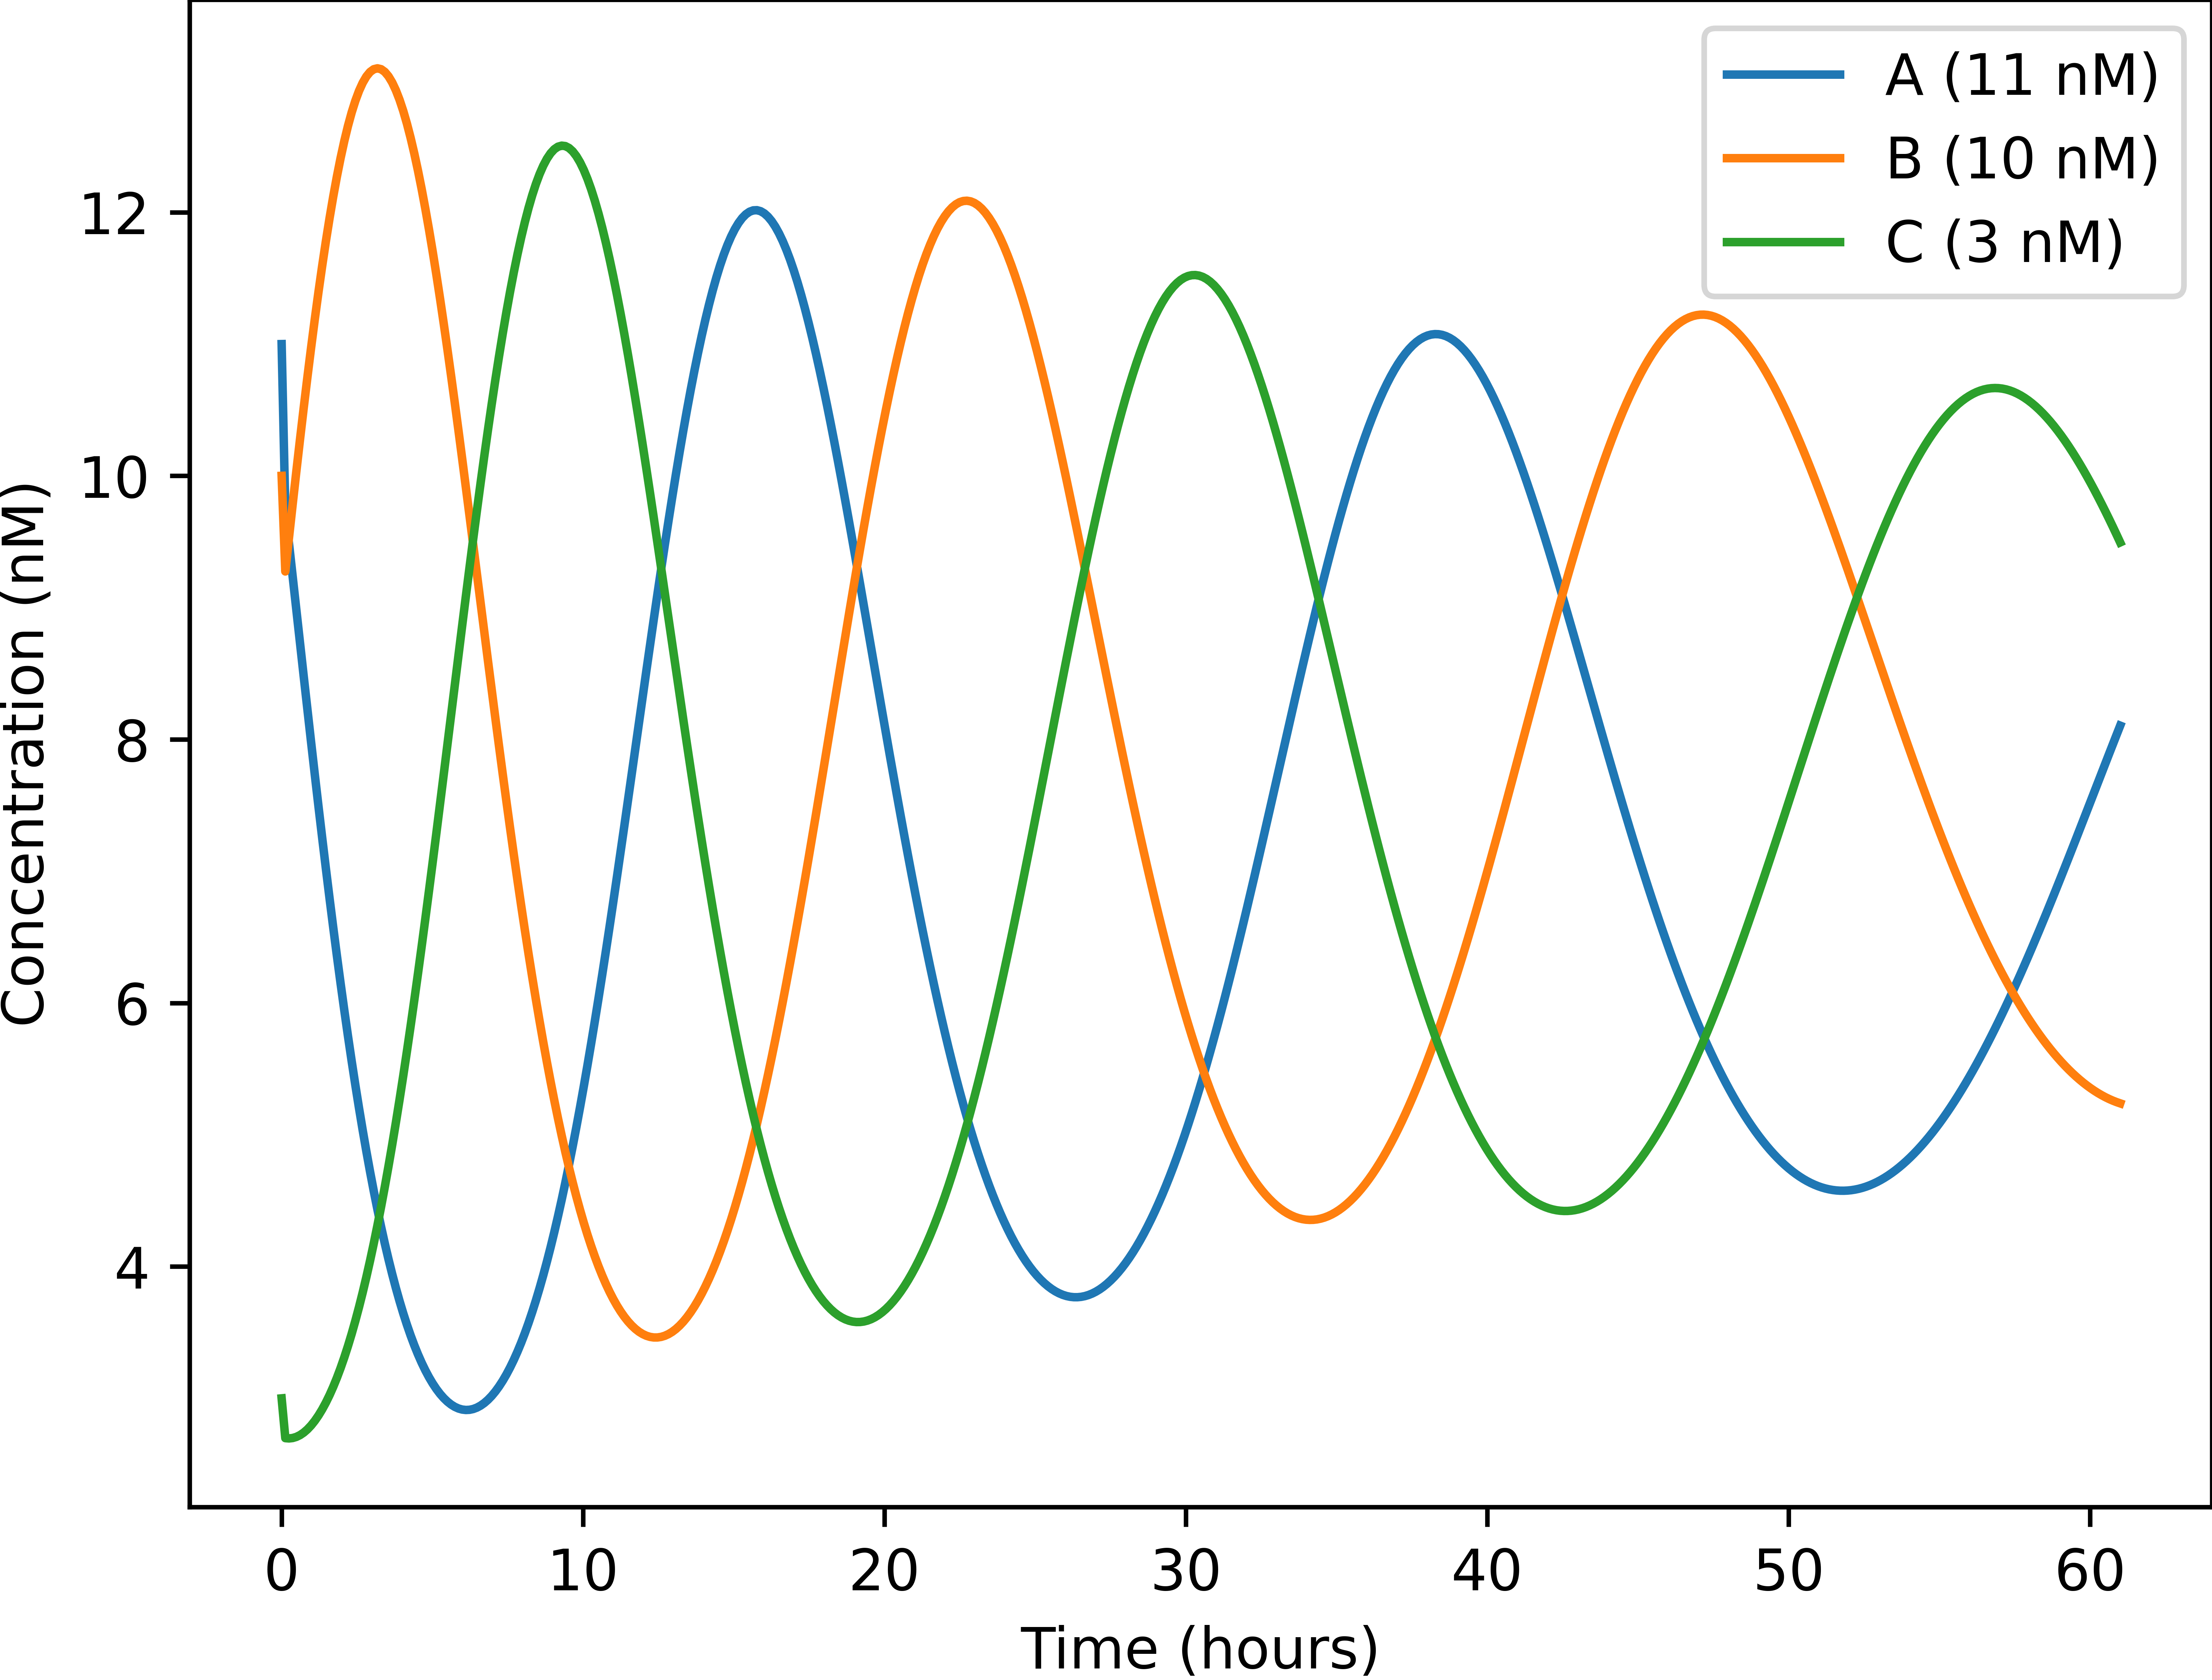 A (11 nM)
B (10 nM)
C (3 nM)
Concentration (nM)
12
10
8
6
4
0 10 20 30 40 50 60
Time (hours)